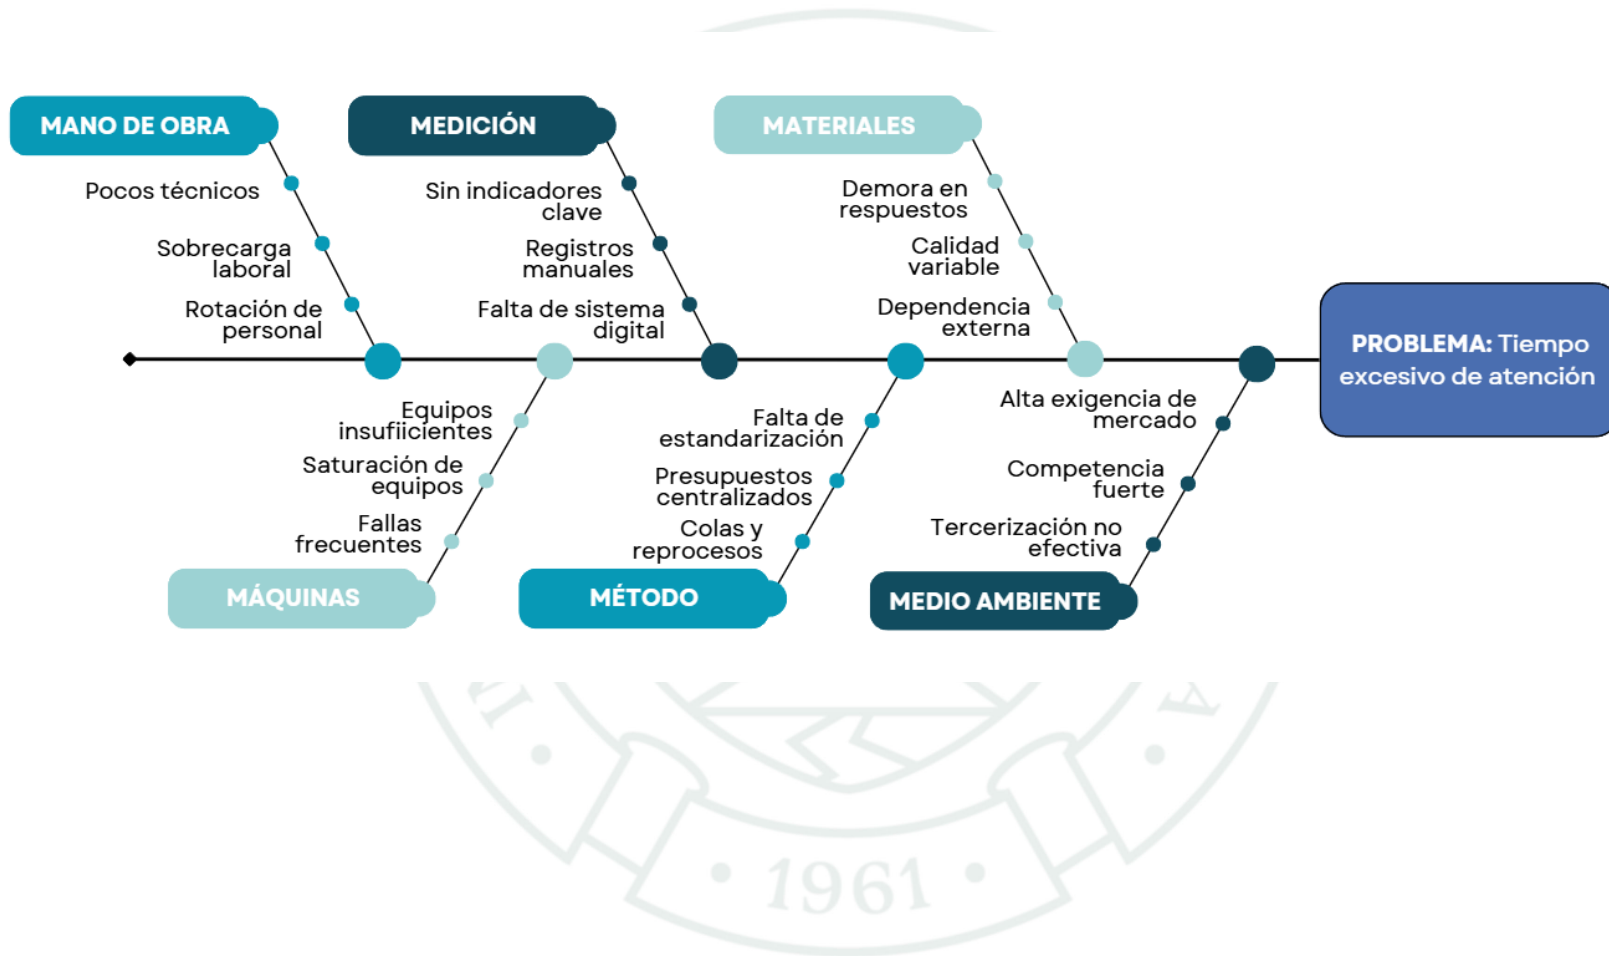 MANO DE OBRA
Pocos técnicos
Sobrecarga
laboral
Rotación de
personal
MEDICIÓN
Sin indicadores
clave
Registros
manuales
Falta de sistema
digital
MATERIALES
Demora en
respuestos
Calidad
variable
Dependencia
externa
PROBLEMA: Tiempo
excesivo de atención
Equipos
insufiicientes
Saturación de
equipos
Fallas
frecuentes
MÁQUINAS
Falta de
estandarización
Presupuestos
centralizados
Colas y
reprocesos
MÉTODO
Alta exigencia de
mercado
Competencia
fuerte
Tercerización no
efectiva
MEDIO AMBIENTE
• 1961 •